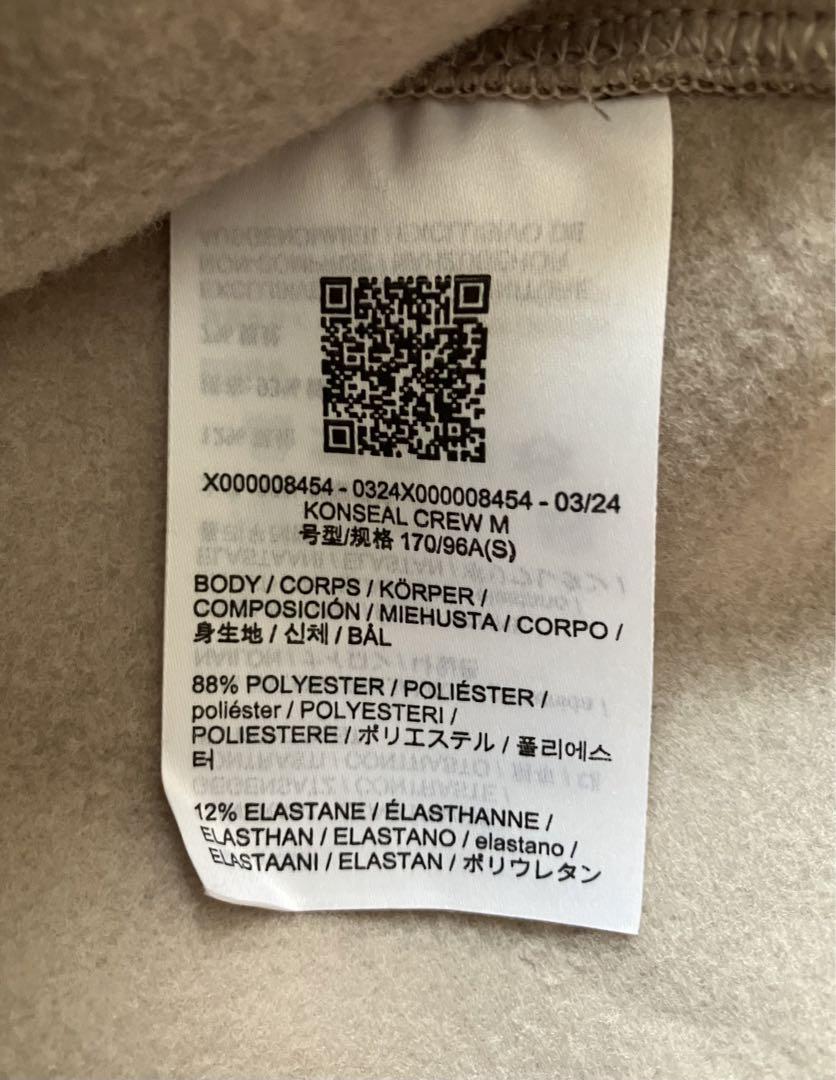 X000008454 - 0324X000008454 - 03/24
KONSEAL CREW M
号型/规格 170/96A(S)
BODY / CORPS / KÖRPER /
COMPOSICIÓN / MIEHUSTA / CORPO /
身生地 / 신체 / BÅL
88% POLYESTER / POLIÉSTER /
poliéster / POLYESTERI /
POLIESTERE / ポリエステル / 폴리에스
터
12% ELASTANE / ÉLASTHANNE /
ELASTHAN / ELASTANO / elastano /
ELASTAANI / ELASTAN / ポリウレタン